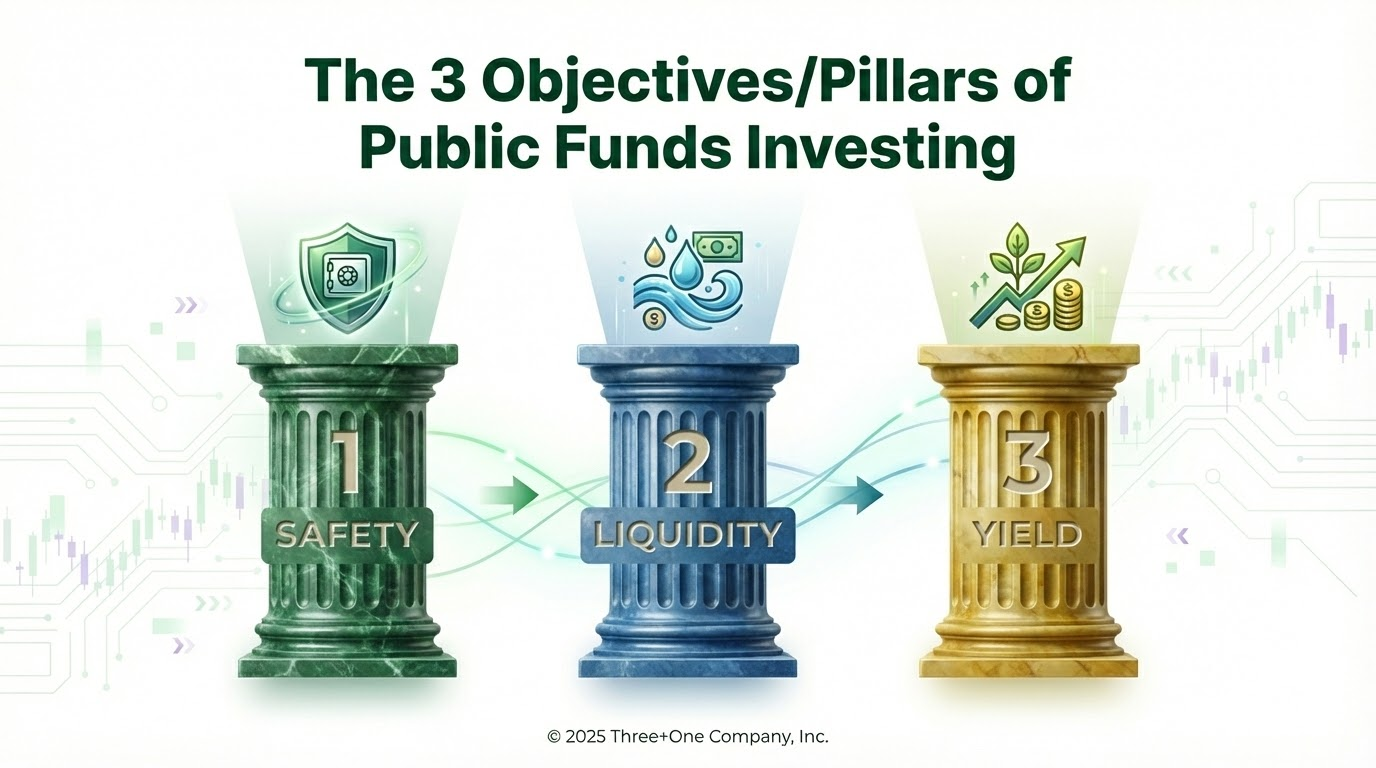 The 3 Objectives/Pillars of
Public Funds Investing
$
$
$
1
SAFETY
2
LIQUIDITY
3
YIELD
© 2025 Three+One Company, Inc.